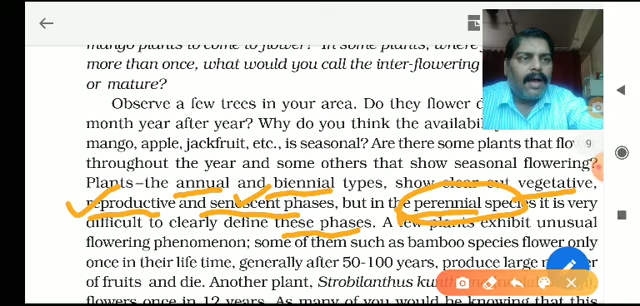 mango plants to come to flower? In some plants, where
more than once, what would you call the inter-flowering
or mature?
Observe a few trees in your area. Do they flower
month year after year? Why do you think the
mango, apple, jackfruit, etc., is seasonal? Are there some plants that
throughout the year and some others that show seasonal flowering?
Plants–the annual and biennial types, show clear cut vegetative,
reproductive and senescent phases, but in the perennial species it is very
difficult to clearly define these phases. A few plants exhibit unusual
flowering phenomenon; some of them such as bamboo species flower only
once in their life time, generally after 50-100 years, produce large
of fruits and die. Another plant, Strobilanthus
flowers once in 12 years. As many of you would be knowing that this
9